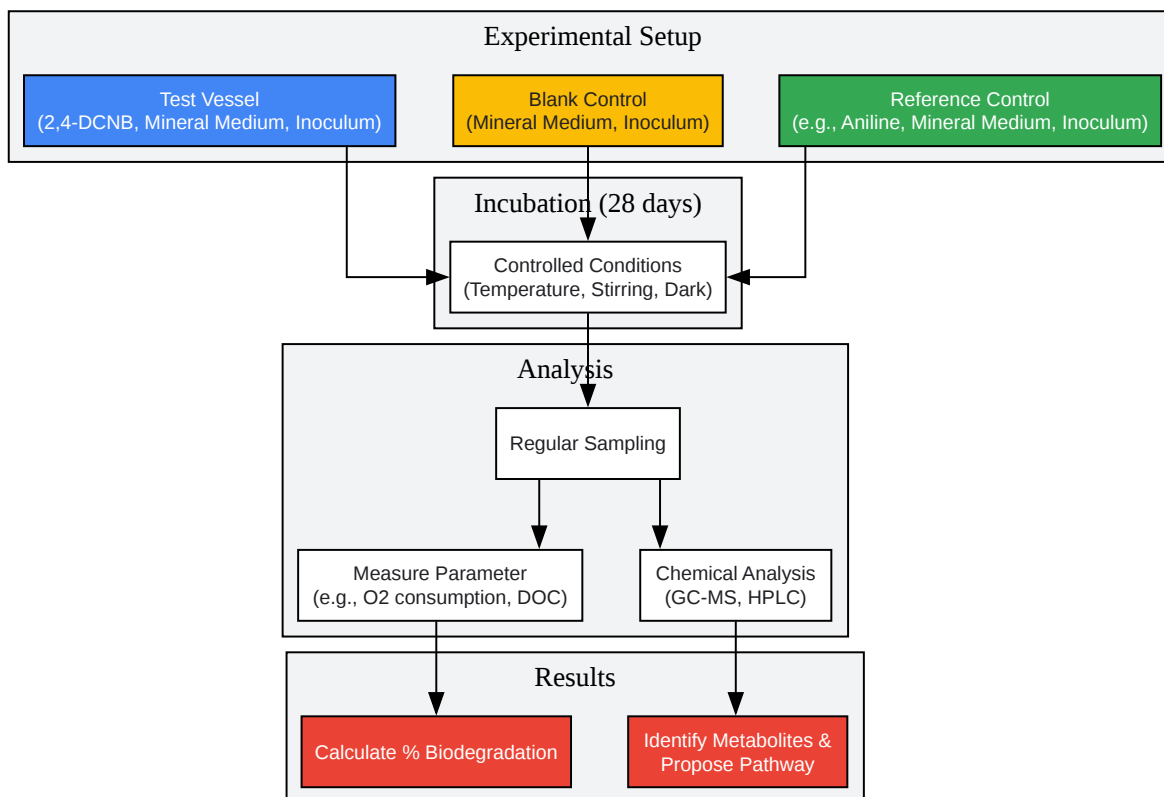 Experimental Setup
Test Vessel
(2,4-DCNB, Mineral Medium, Inoculum)
Blank Control
(Mineral Medium, Inoculum)
Reference Control
(e.g., Aniline, Mineral Medium, Inoculum)
Incubation (28 days)
Controlled Conditions
(Temperature, Stirring, Dark)
Analysis
Regular Sampling
Measure Parameter
(e.g., O2 consumption, DOC)
Chemical Analysis
(GC-MS, HPLC)
Results
Calculate % Biodegradation
Identify Metabolites &
Propose Pathway